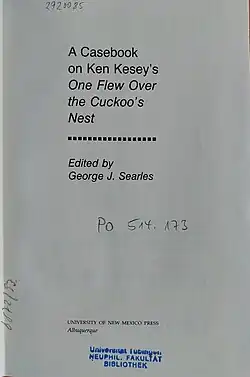 2920085
A Casebook
on Ken Kesey's
One Flew Over
the Cuckoo's
Nest
Edited by
George J. Searles
PO 514.173
UNIVERSITY OF NEW MEXICO PRESS
Albuquerque
Universität Tübingen
NEUPHIL. FAKULTÄT
BIBLIOTHEK